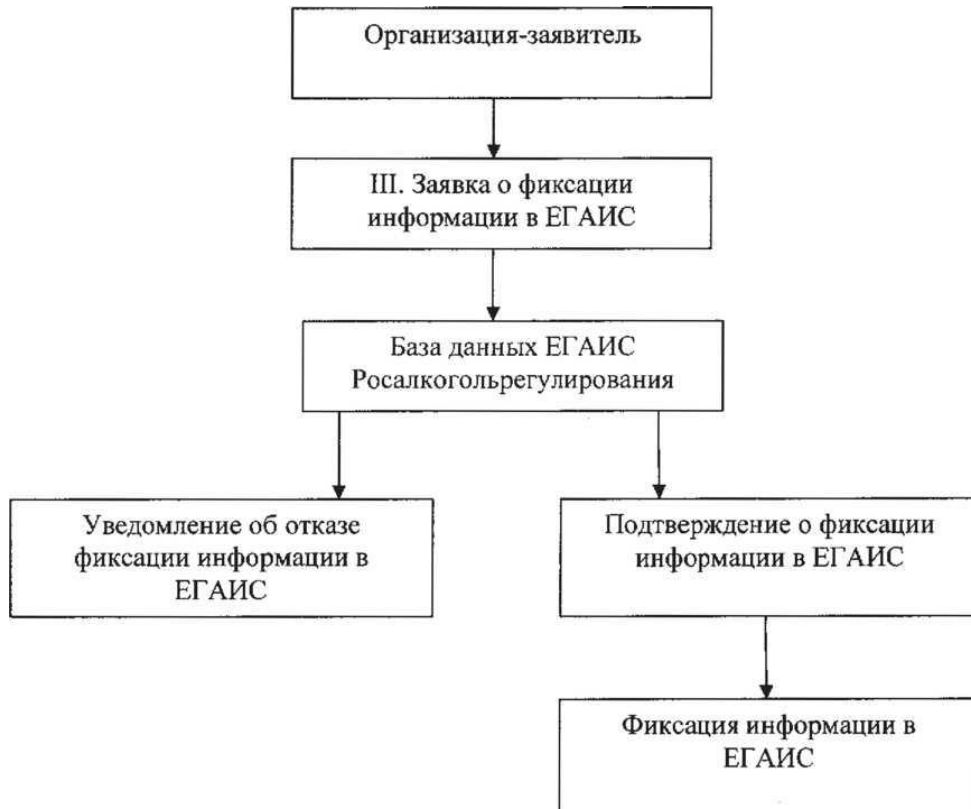 Организация-заявитель
III. Заявка о фиксации
информации в ЕГАИС
База данных ЕГАИС
Росалкогольрегулирования
Уведомление об отказе
фиксации информации в
ЕГАИС
Подтверждение о фиксации
информации в ЕГАИС
Фиксация информации в
ЕГАИС